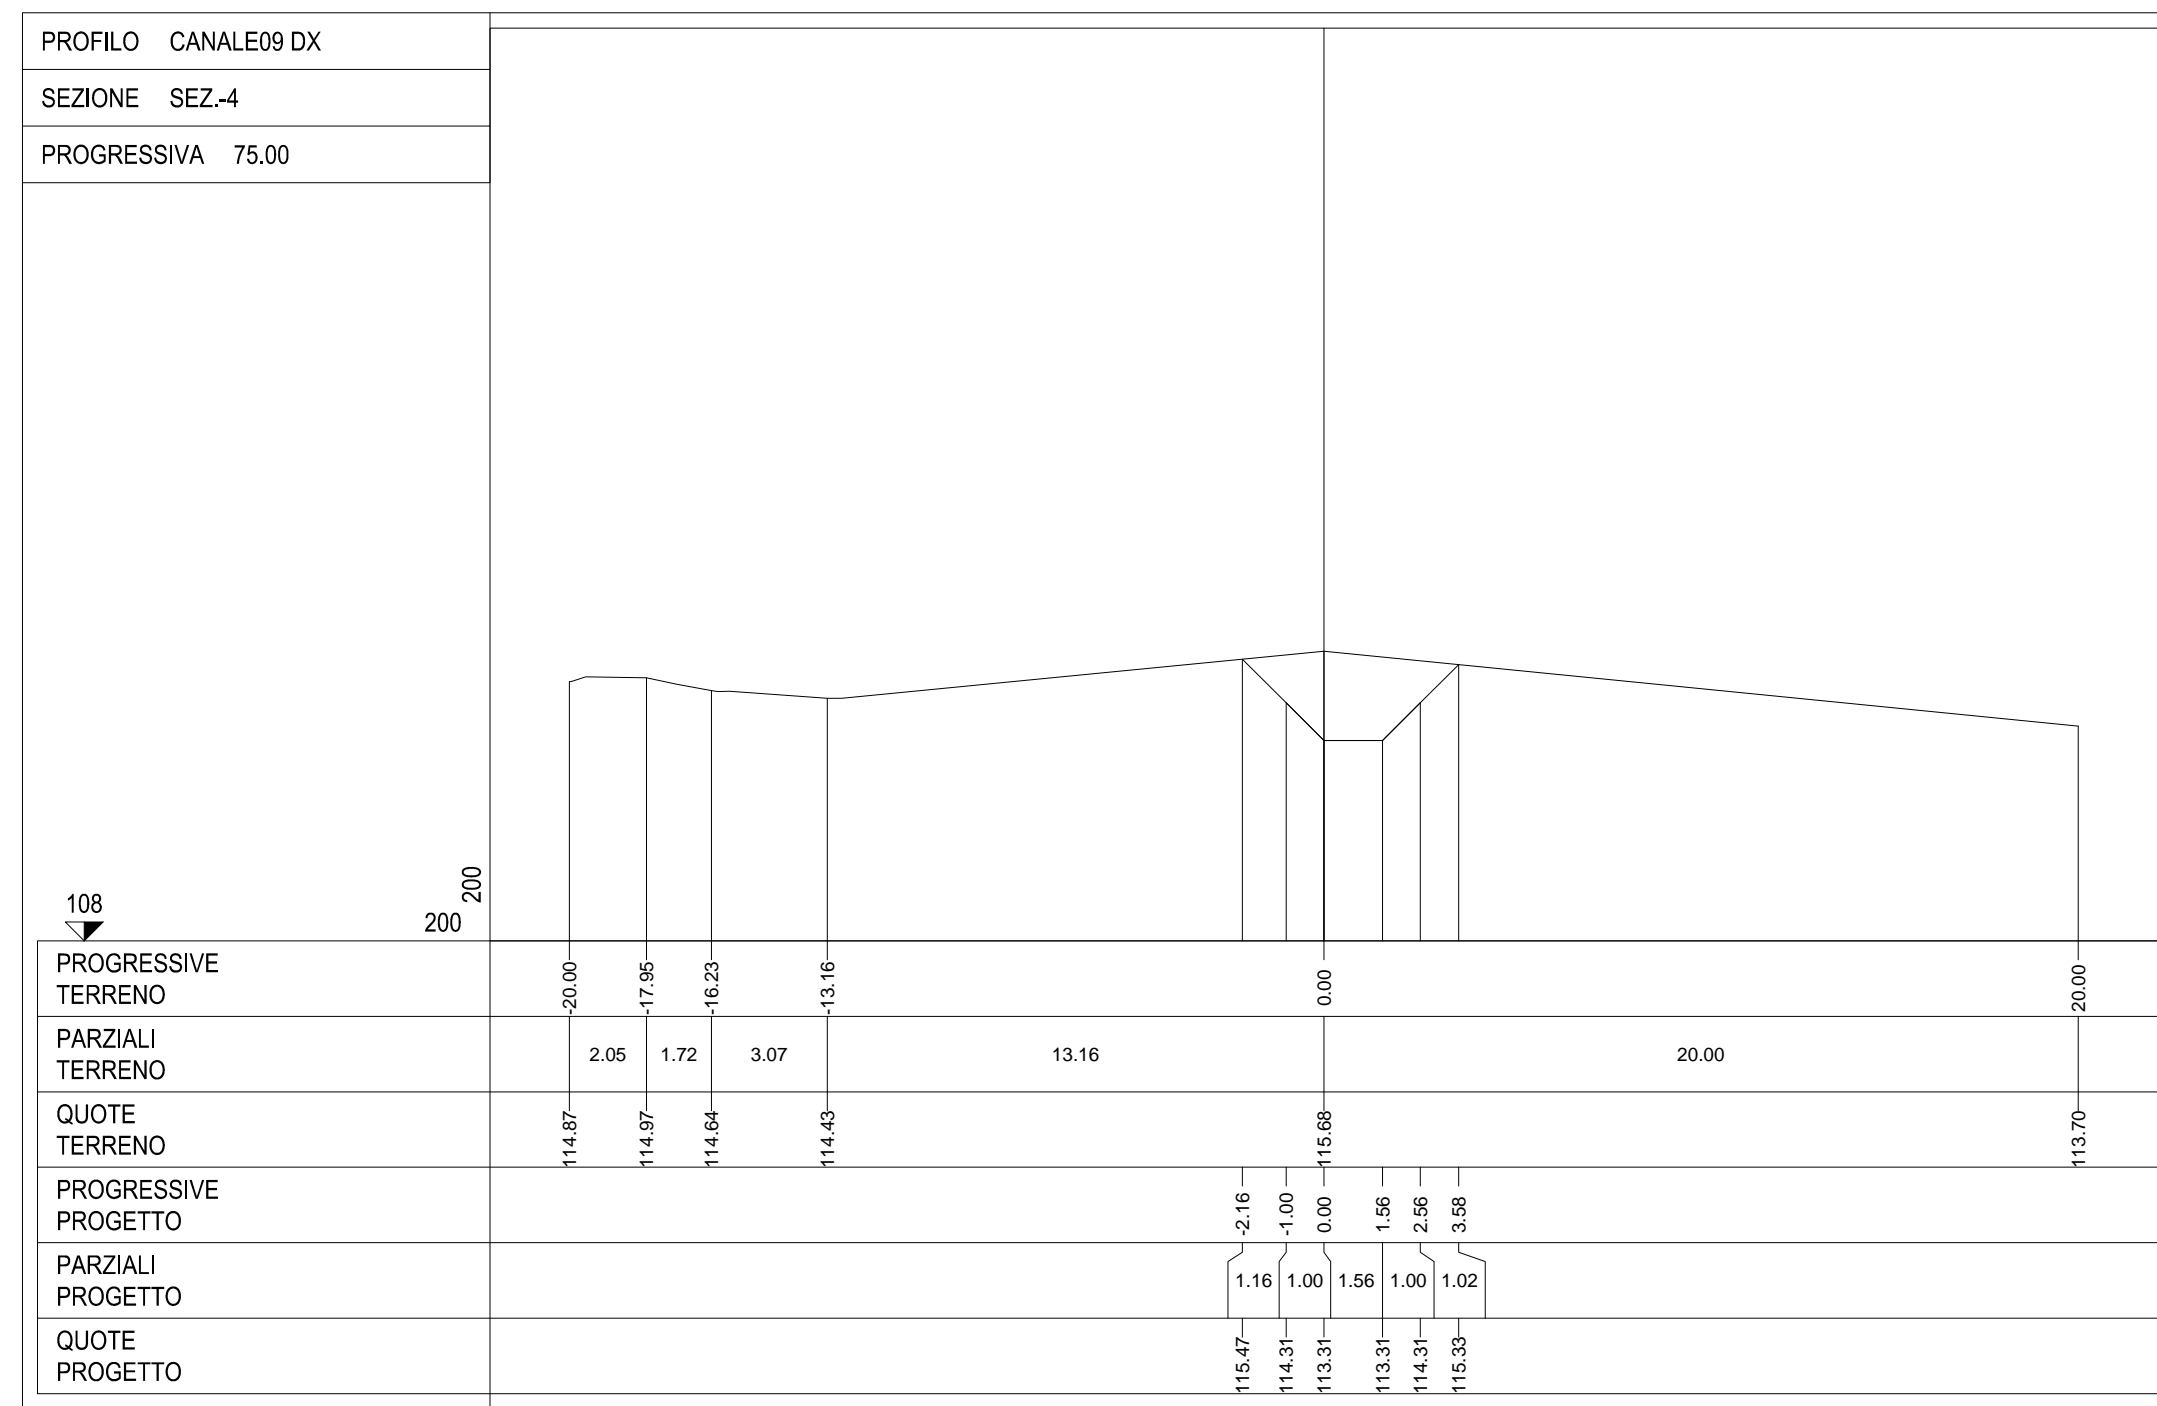 PROFILO CANALE09 DX
SEZIONE SEZ.-4
PROGRESSIVA 75.00
200
108
200
PROGRESSIVE
TERRENO
-20.00 -17.95 -16.23 -13.16 0.00 20.00
PARZIALI
TERRENO
2.05 1.72 3.07 13.16 20.00
QUOTE
TERRENO
114.87 114.97 114.64 114.43 115.68 113.70
PROGRESSIVE
PROGETTO
-2.16 -1.00 0.00 1.56 2.56 3.58
PARZIALI
PROGETTO
1.16 1.00 1.56 1.00 1.02
QUOTE
PROGETTO
115.47 114.31 113.31 113.31 114.31 115.33